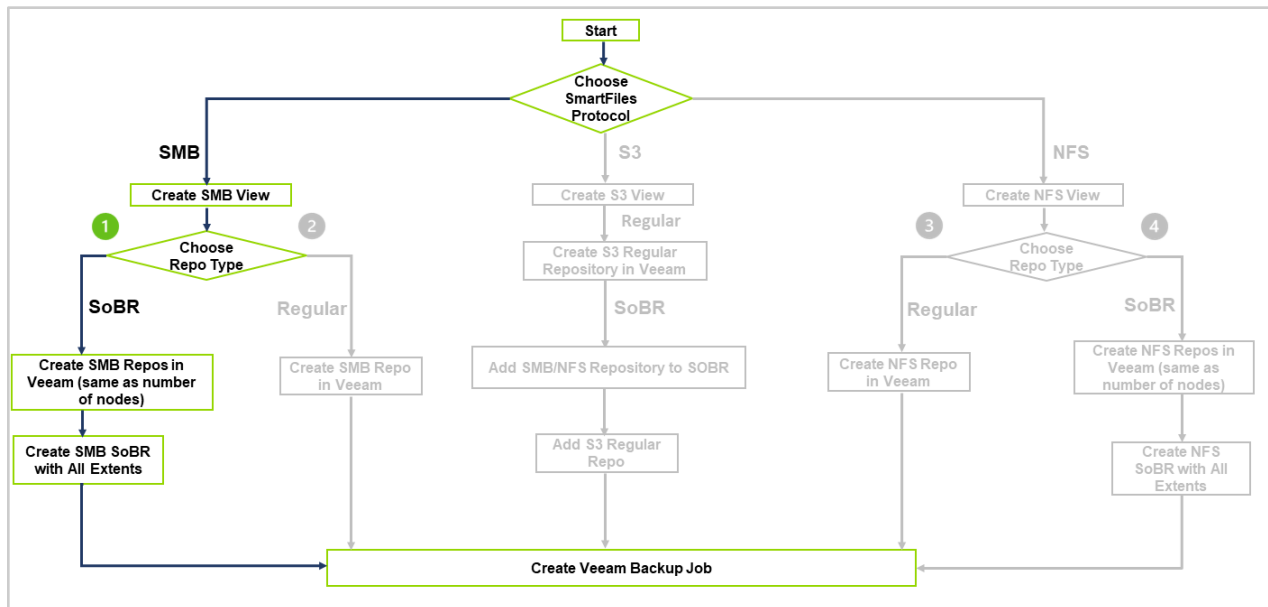 Start
Choose
SmartFiles
Protocol
SMB
S3
NFS
Create SMB View
Create S3 View
Create NFS View
1
2
Regular
3
4
Choose
Repo Type
Create S3 Regular
Repository in Veeam
Choose
Repo Type
SoBR
Regular
SoBR
Regular
SoBR
Create SMB Repos in
Veeam (same as number
of nodes)
Create SMB Repo
in Veeam
Add SMB/NFS Repository to SOBR
Create NFS Repo
in Veeam
Create NFS Repos in
Veeam (same as
number of nodes)
Create SMB SoBR
with All Extents
Add S3 Regular
Repo
Create NFS
SoBR with All
Extents
Create Veeam Backup Job